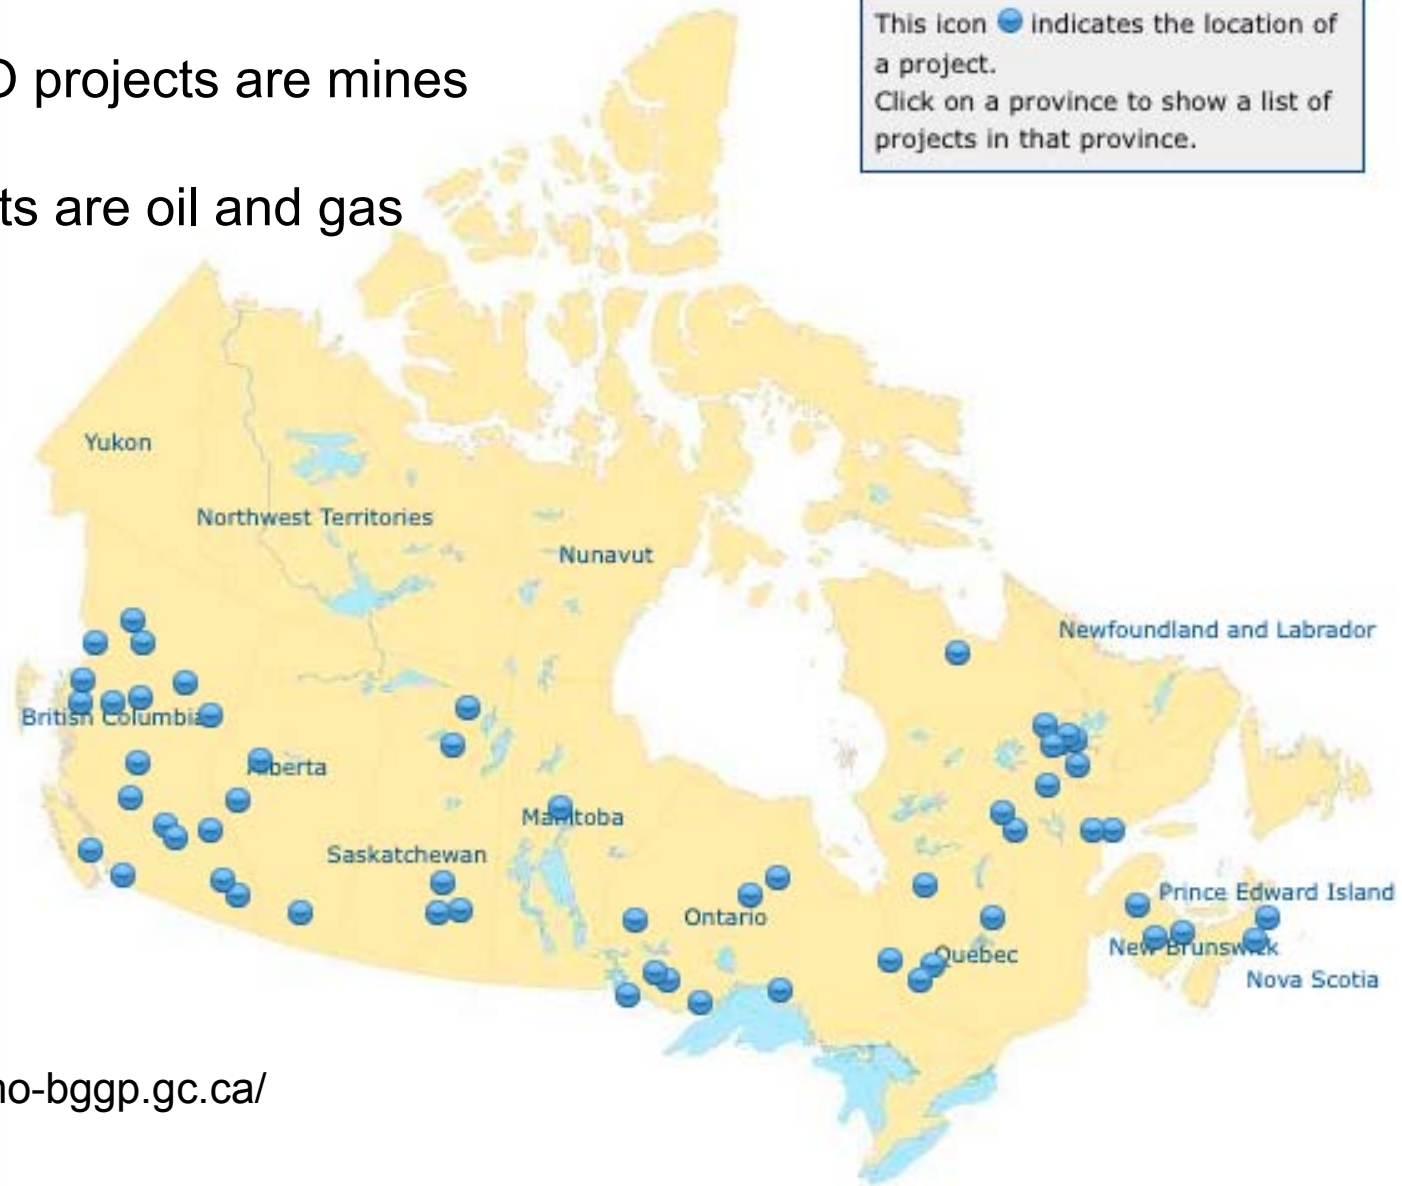 This icon indicates the location of
a project.
Click on a province to show a list of
projects in that province.
projects are mines
are oil and gas
Yukon
Northwest Territories
Nunavut
Newfoundland and Labrador
British Columbia
Alberta
Manitoba
Saskatchewan
Ontario
Quebec
Prince Edward Island
New Brunswick
Nova Scotia
o-bggp.gc.ca/